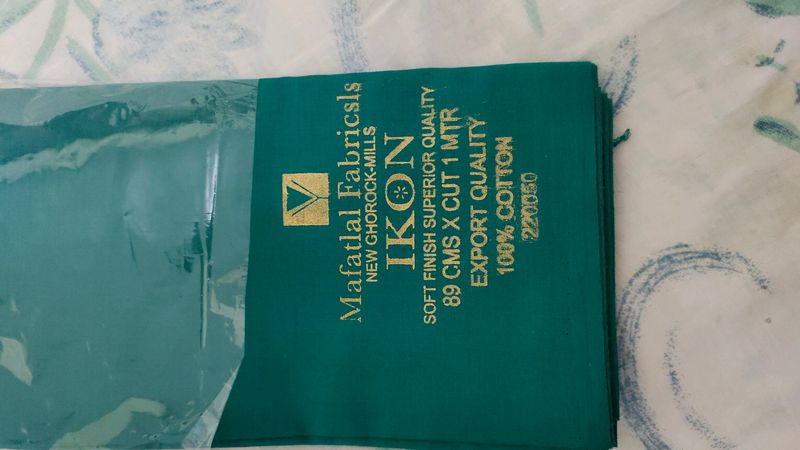 Mafatlal Fabricsls
NEW GHOROCK-MILLS
IKON
SOFT FINISH SUPERIOR QUALITY
89 CMS X CUT 1 MTR
EXPORT QUALITY
100% COTTON
220050